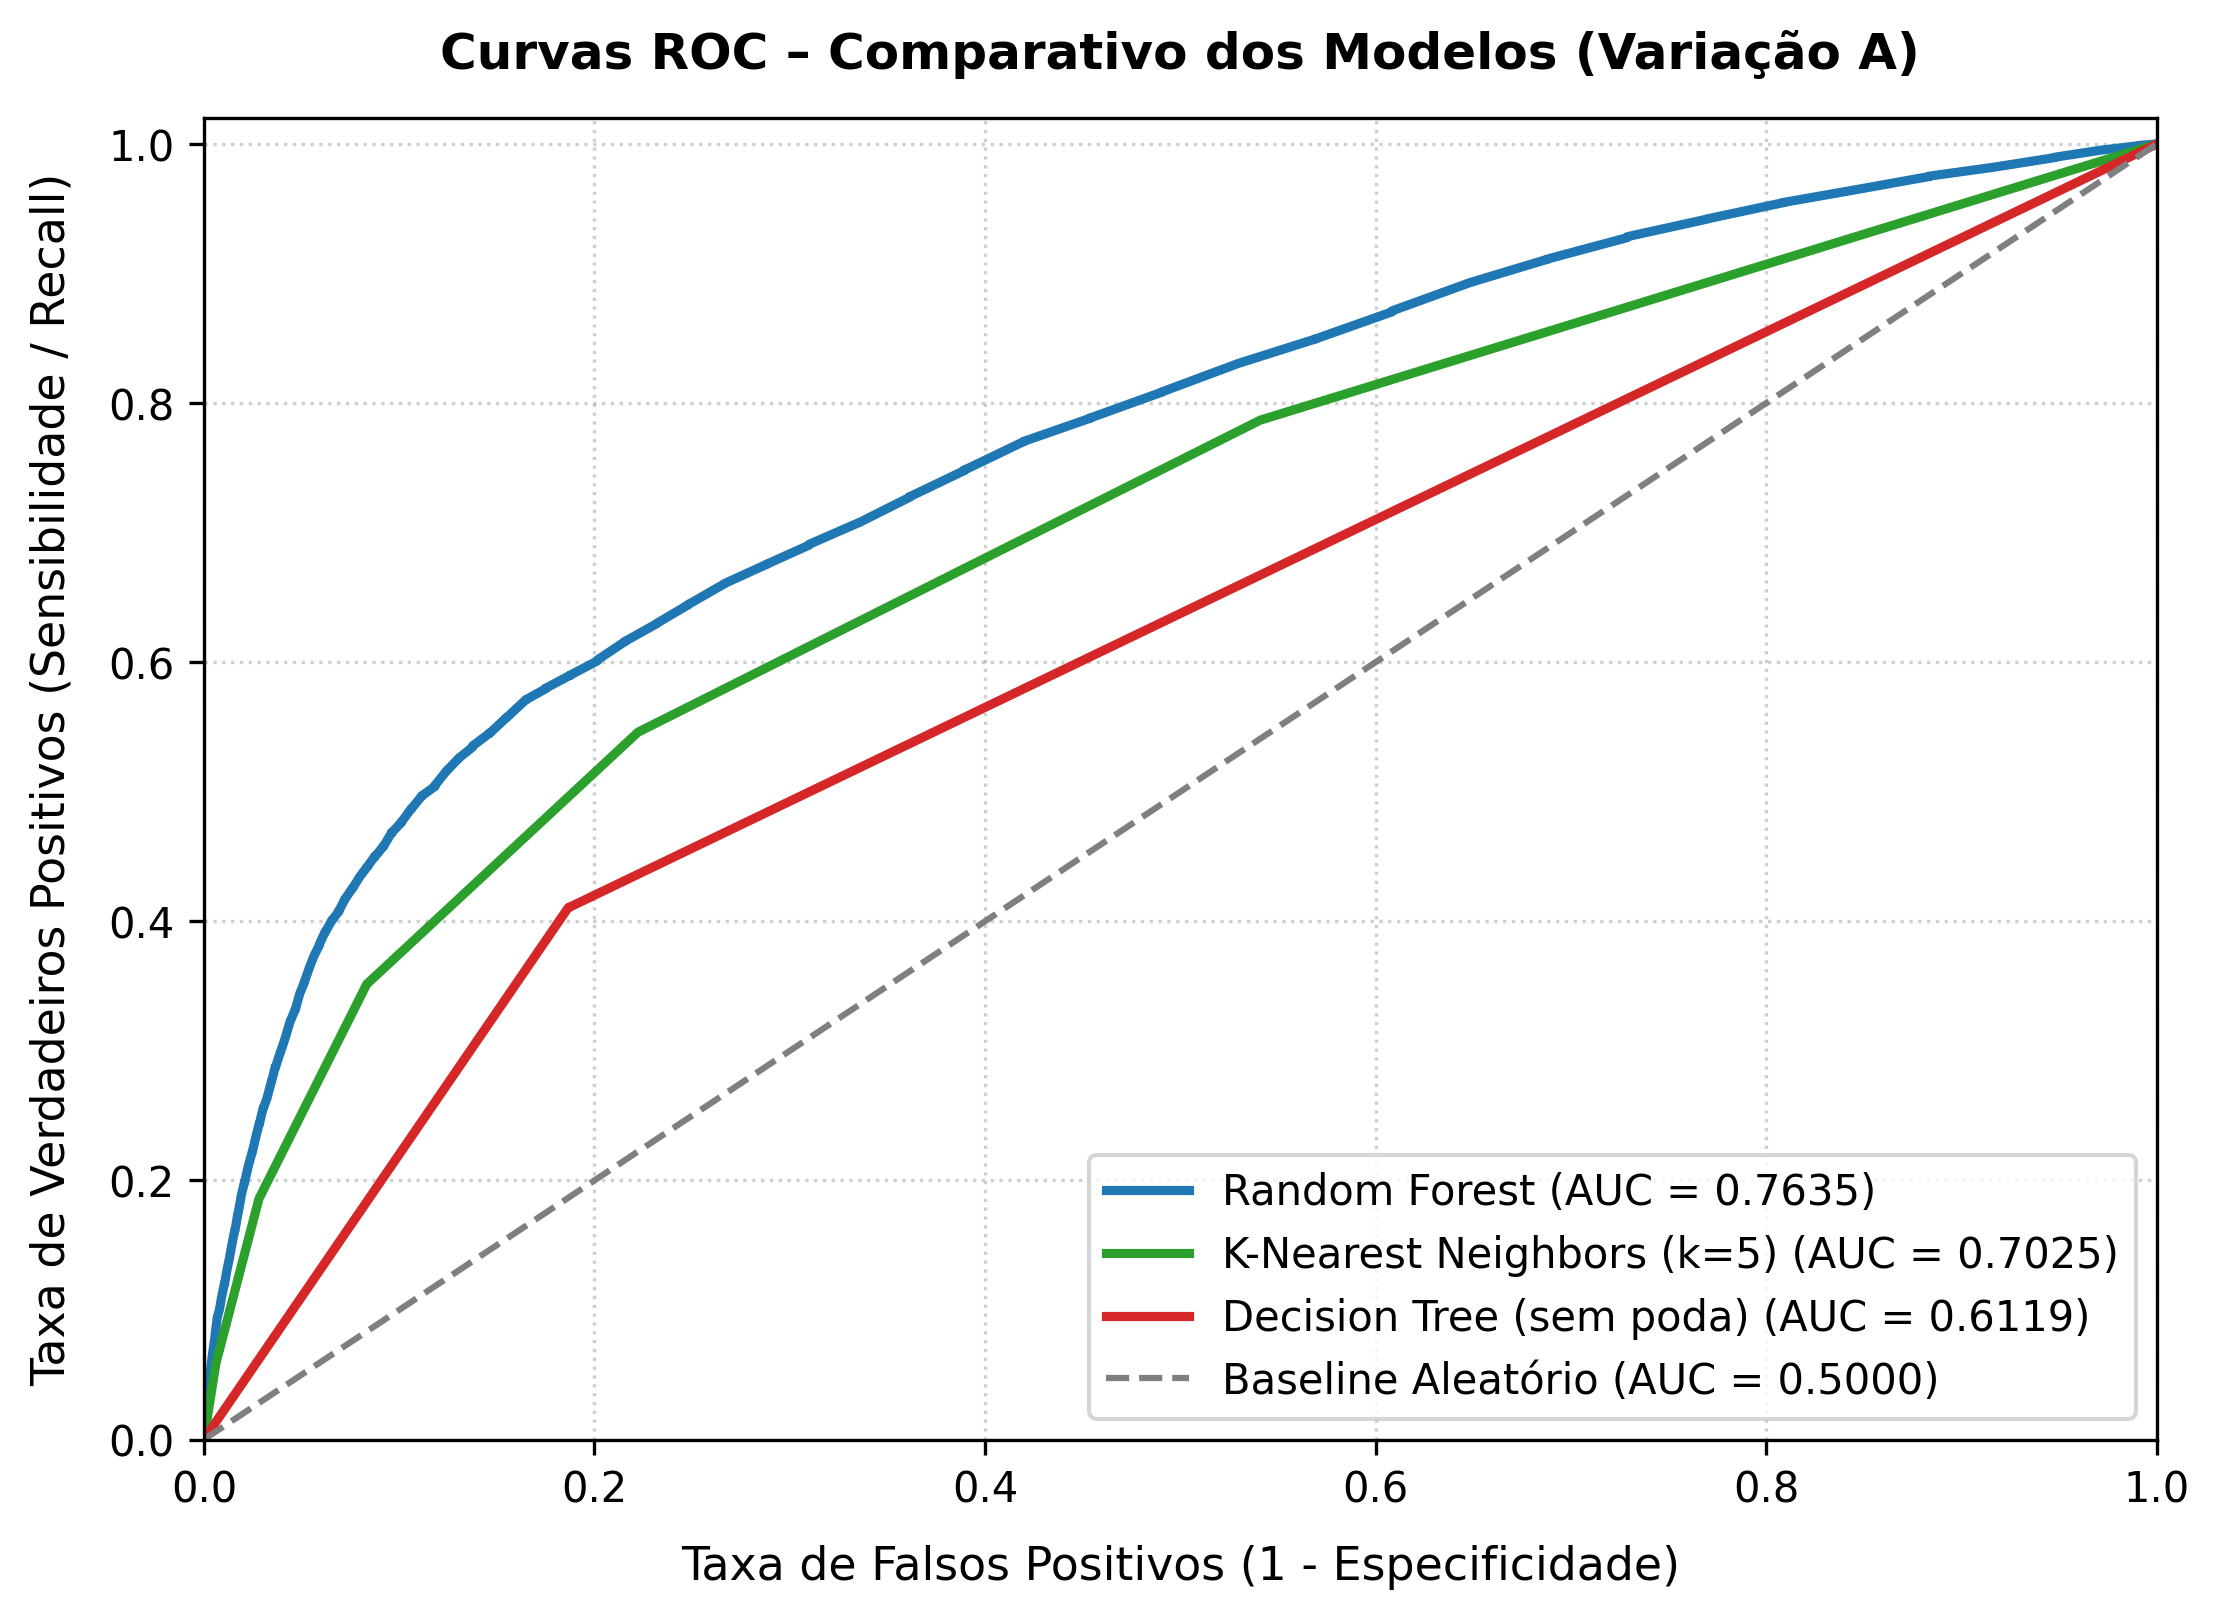 Curvas ROC – Comparativo dos Modelos (Variação A)
Taxa de Verdadeiros Positivos (Sensibilidade / Recall)
1.0
0.8
0.6
0.4
0.2
0.0
0.0 0.2 0.4 0.6 0.8 1.0
Taxa de Falsos Positivos (1 - Especificidade)
Random Forest (AUC = 0.7635)
K-Nearest Neighbors (k=5) (AUC = 0.7025)
Decision Tree (sem poda) (AUC = 0.6119)
Baseline Aleatório (AUC = 0.5000)